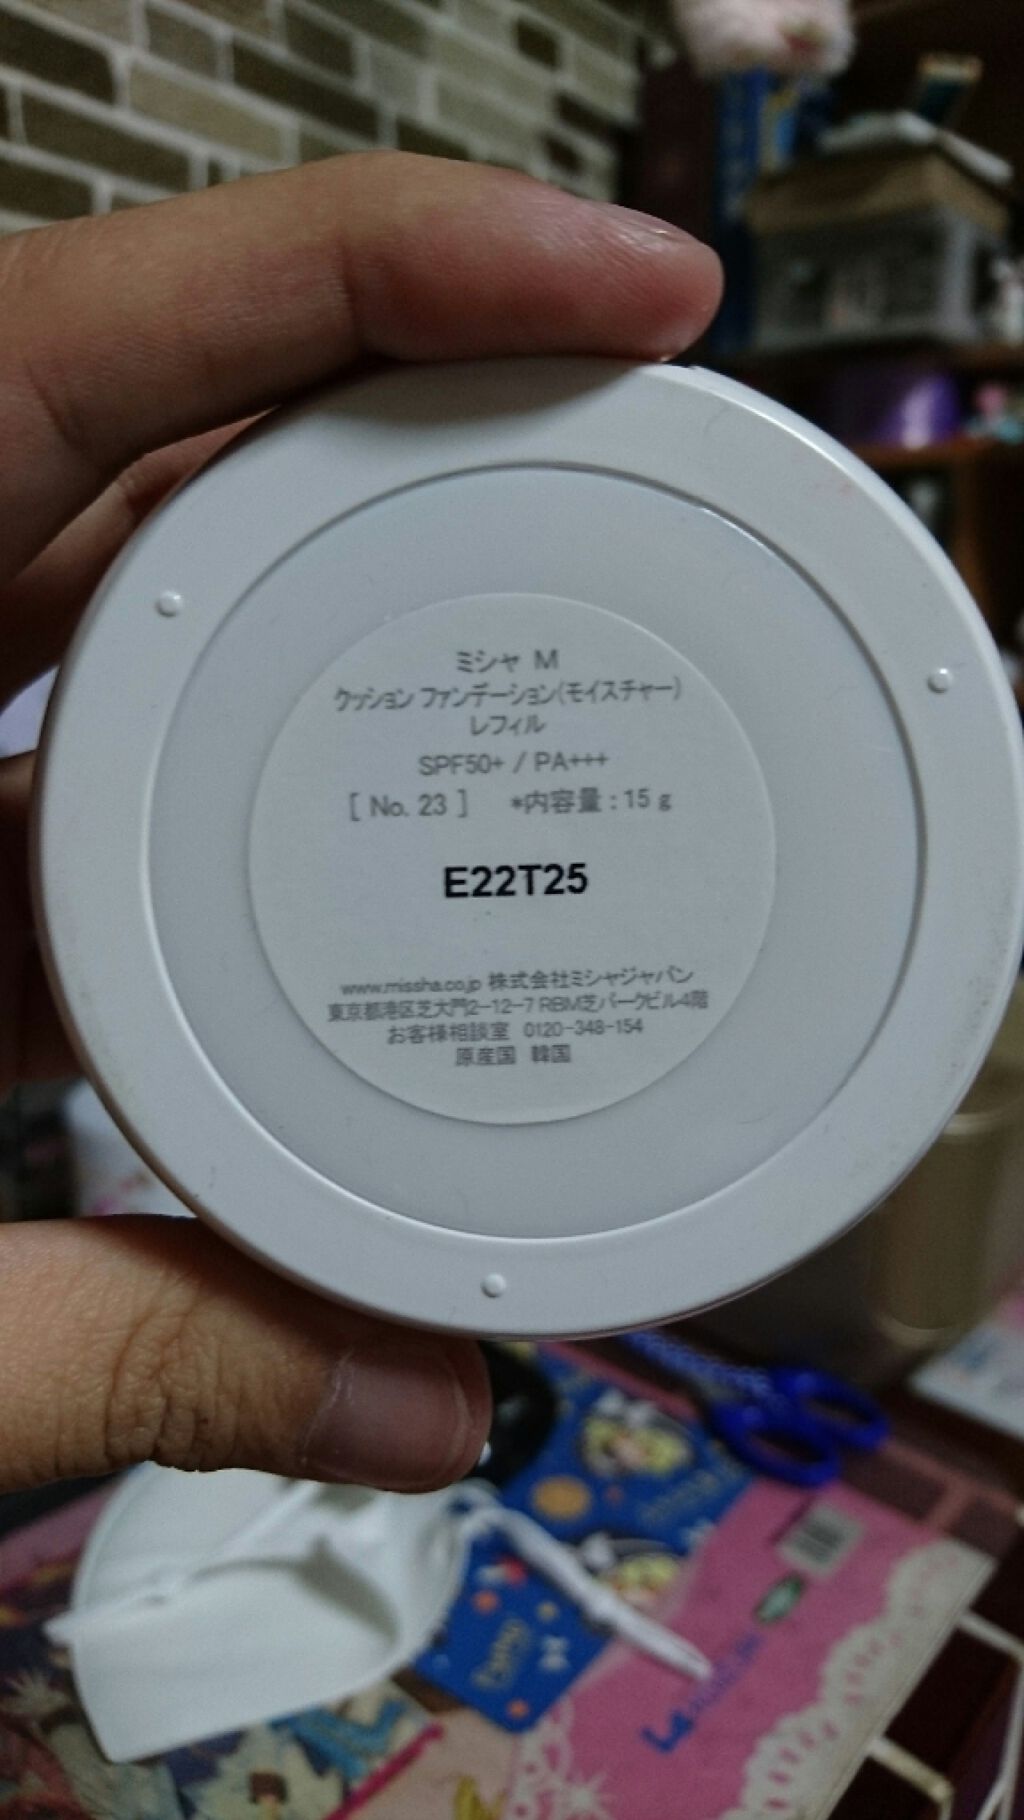 ミシャ M
クッション ファンデーション(モイスチャー)
レフィル
SPF50+ / PA+++
[ No. 23 ] *内容量 : 15 g
E22T25
www.missha.co.jp 株式会社ミシャジャパン
東京都港区芝大門2-12-7 RBM芝パークビル4階
お客様相談室 0120-348-154
原産国 韓国